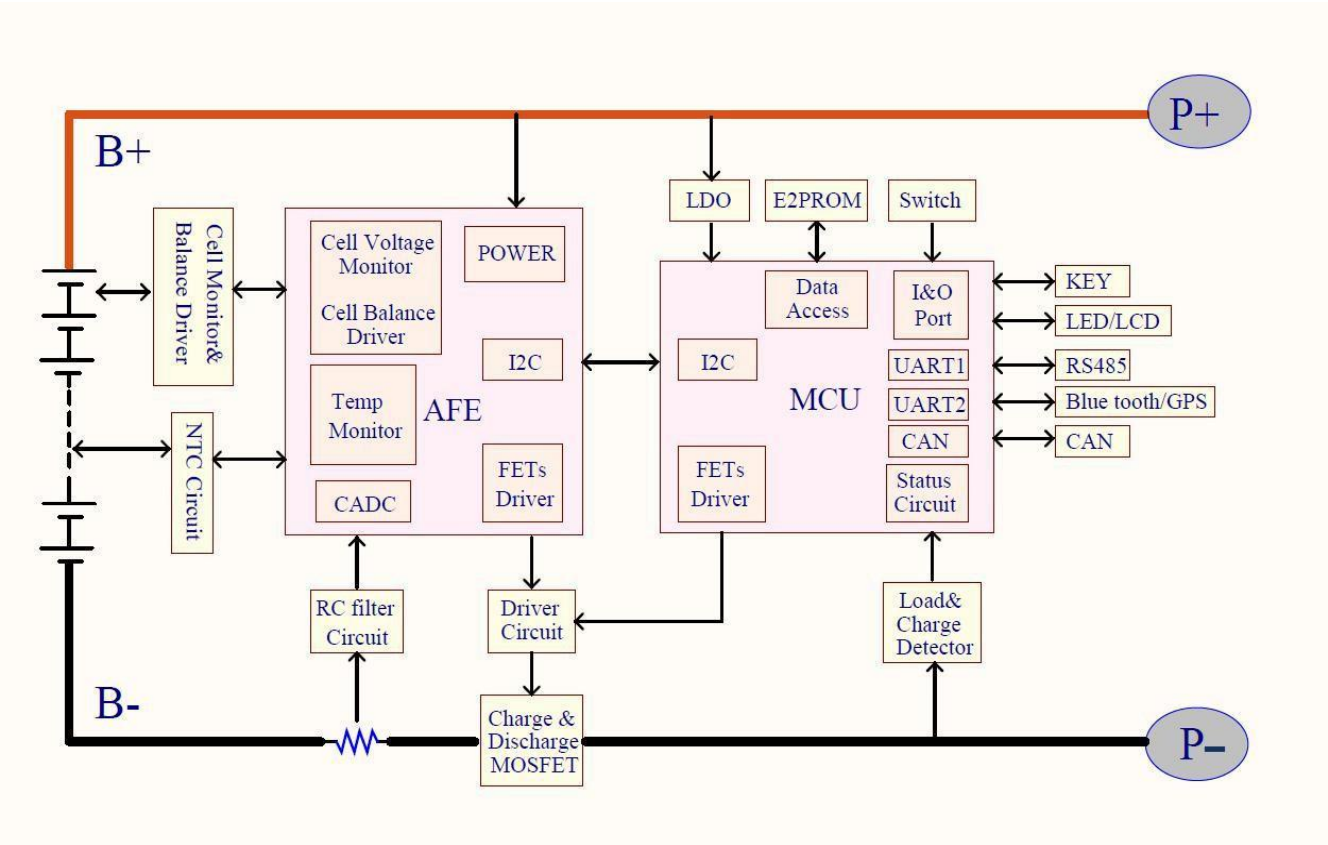 P+
B+
LDO
E2PROM
Switch
Cell Monitor&
Balance Driver
Cell Voltage
Monitor
Cell Balance
Driver
POWER
I2C
Temp
Monitor
AFE
FETs
Driver
CADC
NTC Circuit
Data
Access
I&O
Port
I2C
MCU
UART1
UART2
CAN
FETs
Driver
Status
Circuit
KEY
LED/LCD
RS485
Blue tooth/GPS
CAN
RC filter
Circuit
Driver
Circuit
Load&
Charge
Detector
B-
Charge &
Discharge
MOSFET
P-